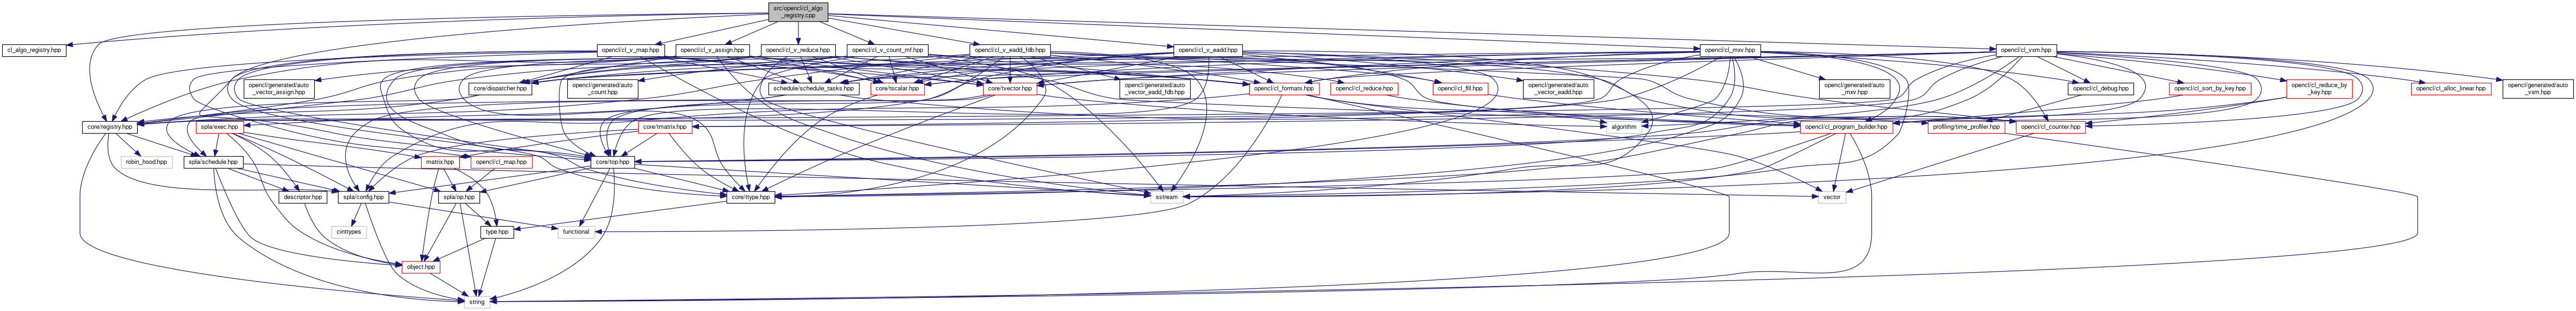 src/opencl/cl_algo
_registry.cpp
cl_algo_registry.hpp
opencl/cl_v_map.hpp
opencl/cl_v_assign.hpp
opencl/cl_v_reduce.hpp
opencl/cl_v_count_mf.hpp
opencl/cl_v_eadd_fdb.hpp
opencl/cl_v_eadd.hpp
opencl/cl_mxv.hpp
opencl/cl_vxm.hpp
opencl/generated/auto
_vector_assign.hpp
core/dispatcher.hpp
opencl/generated/auto
_count.hpp
schedule/schedule_tasks.hpp
core/tscalar.hpp
core/tvector.hpp
opencl/generated/auto
_vector_eadd_fdb.hpp
opencl/cl_formats.hpp
opencl/cl_reduce.hpp
opencl/cl_fill.hpp
opencl/generated/auto
_vector_eadd.hpp
opencl/generated/auto
_mxv.hpp
opencl/cl_debug.hpp
opencl/cl_sort_by_key.hpp
opencl/cl_reduce_by
_key.hpp
opencl/cl_alloc_linear.hpp
opencl/generated/auto
_vxm.hpp
core/registry.hpp
spla/exec.hpp
core/tmatrix.hpp
algorithm
opencl/cl_program_builder.hpp
profiling/time_profiler.hpp
opencl/cl_counter.hpp
robin_hood.hpp
spla/schedule.hpp
matrix.hpp
opencl/cl_map.hpp
core/top.hpp
descriptor.hpp
spla/config.hpp
spla/op.hpp
core/ttype.hpp
sstream
vector
cinttypes
type.hpp
functional
object.hpp
string